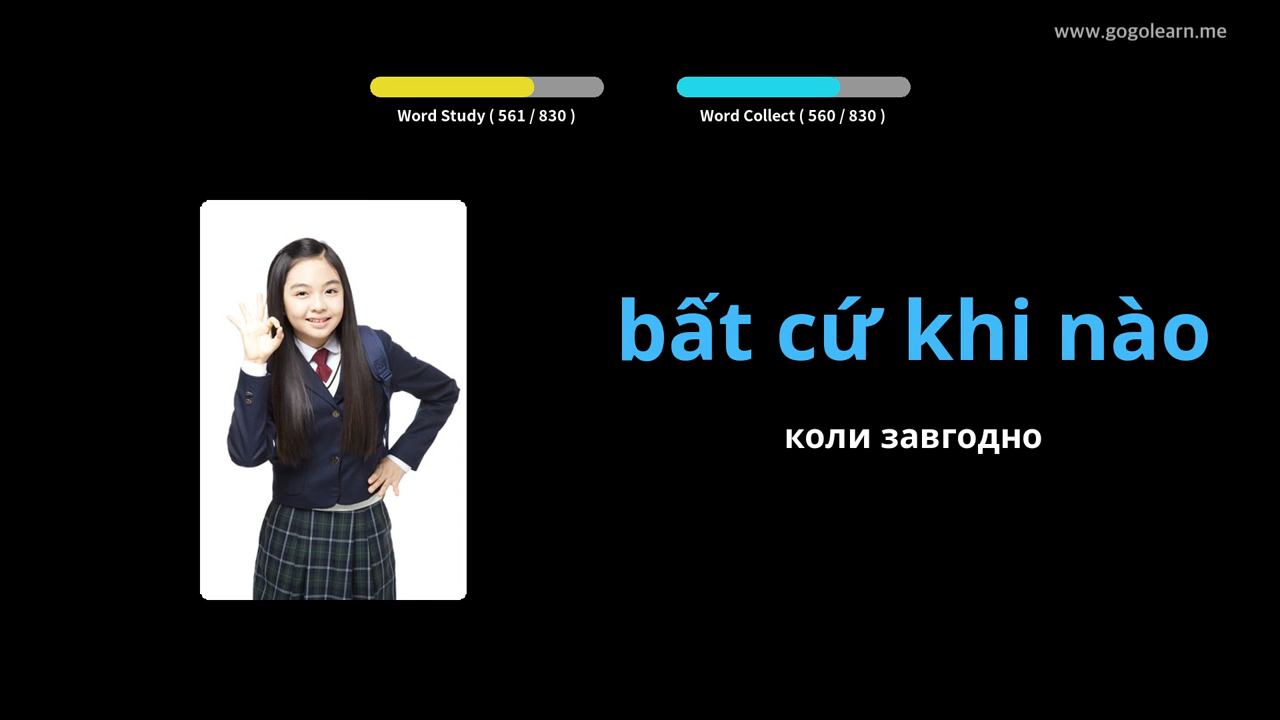 www.gogolearn.me
Word Study ( 561 / 830 )
Word Collect ( 560 / 830 )
bất cứ khi nào
коли завгодно